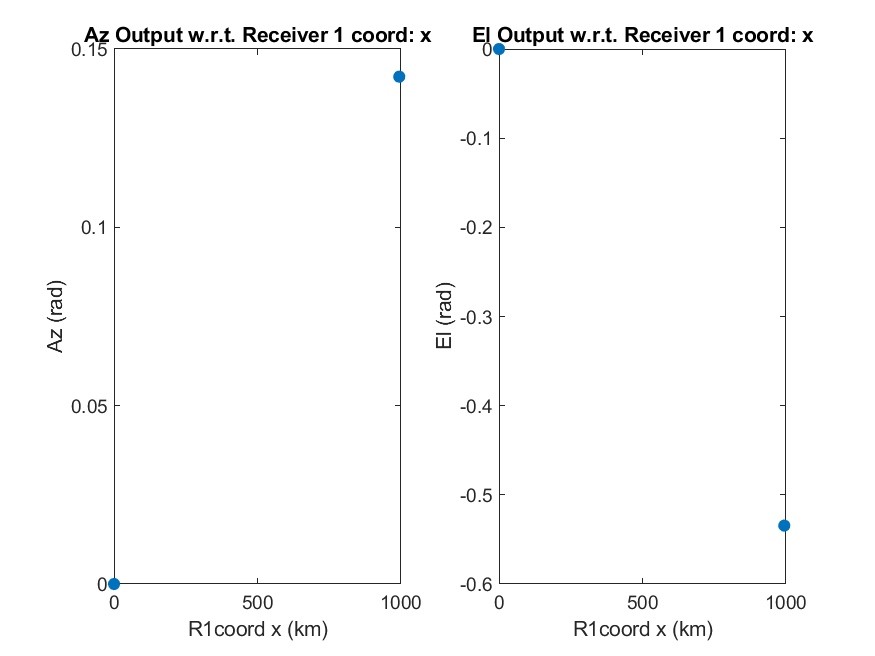 Az Output w.r.t. Receiver 1 coord: x
0.15
0.1
0.05
0
Az (rad)
0
500
1000
R1coord x (km)
El Output w.r.t. Receiver 1 coord: x
0
-0.1
-0.2
-0.3
-0.4
-0.5
-0.6
El (rad)
0
500
1000
R1coord x (km)